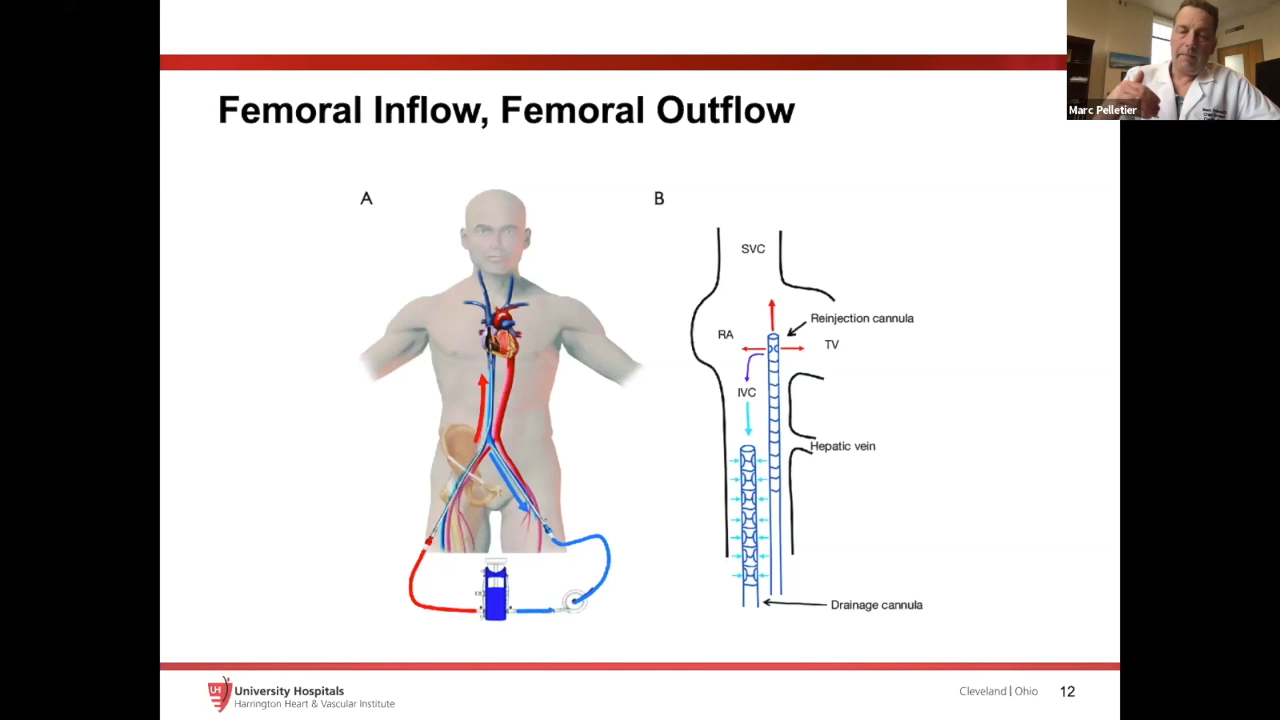 Marc Pelletier
Femoral Inflow, Femoral Outflow
A
B
SVC
Reinjection cannula
RA
TV
IVC
Hepatic vein
Drainage cannula
UH
University Hospitals
Harrington Heart & Vascular Institute
Cleveland | Ohio
12